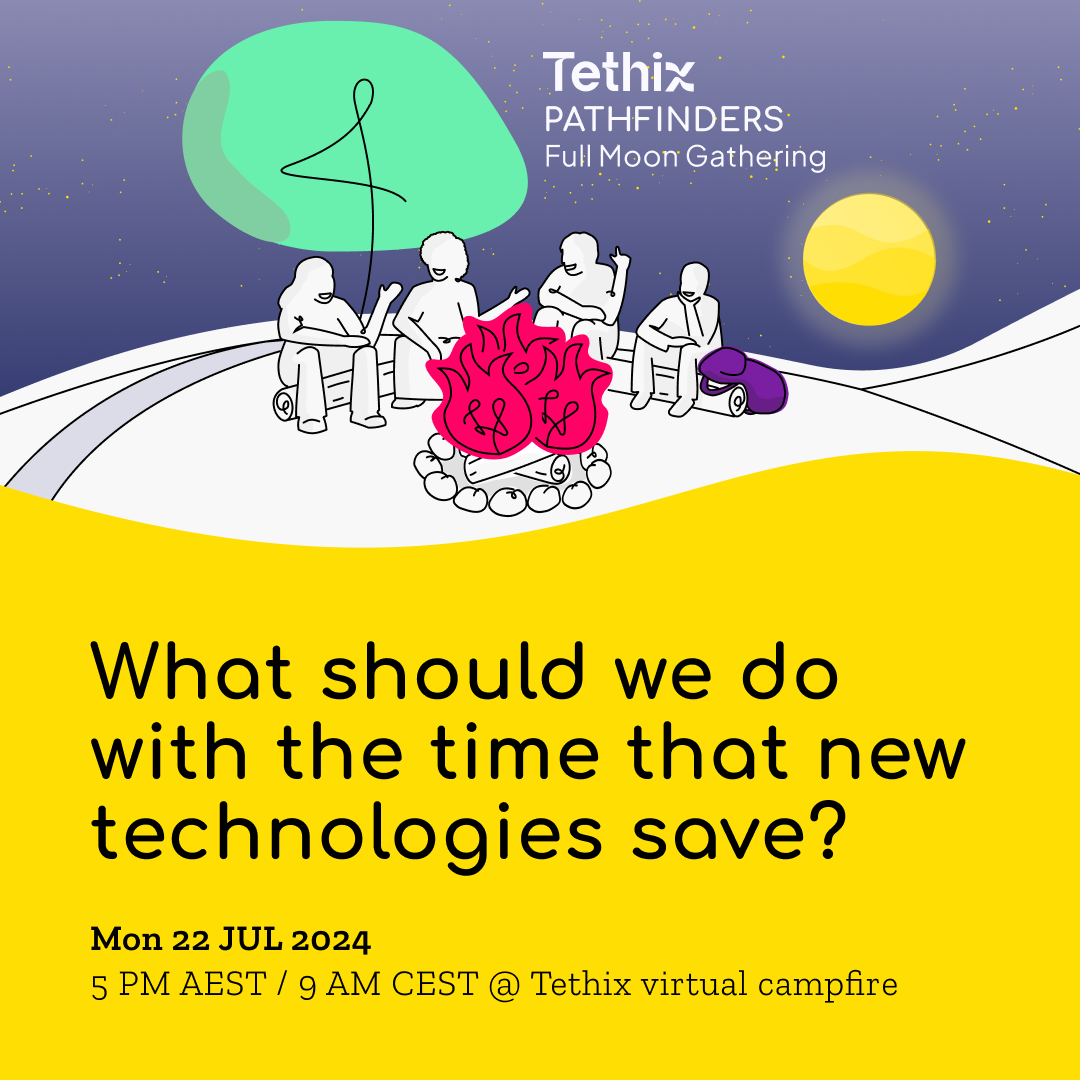 Tethix
PATHFINDERS
Full Moon Gathering
What should we do
with the time that new
technologies save?
Mon 22 JUL 2024
5 PM AEST / 9 AM CEST @ Tethix virtual campfire